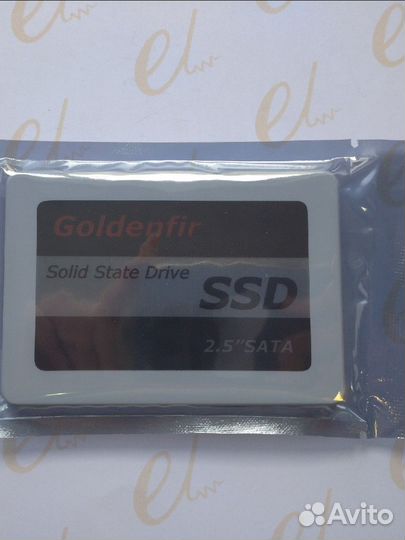 Goldenfir
Solid State Drive
SSD
2.5"SATA
Avito